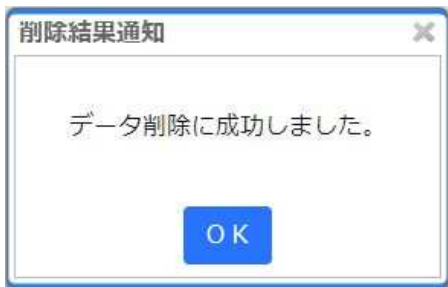 削除結果通知
データ削除に成功しました。
ＯＫ